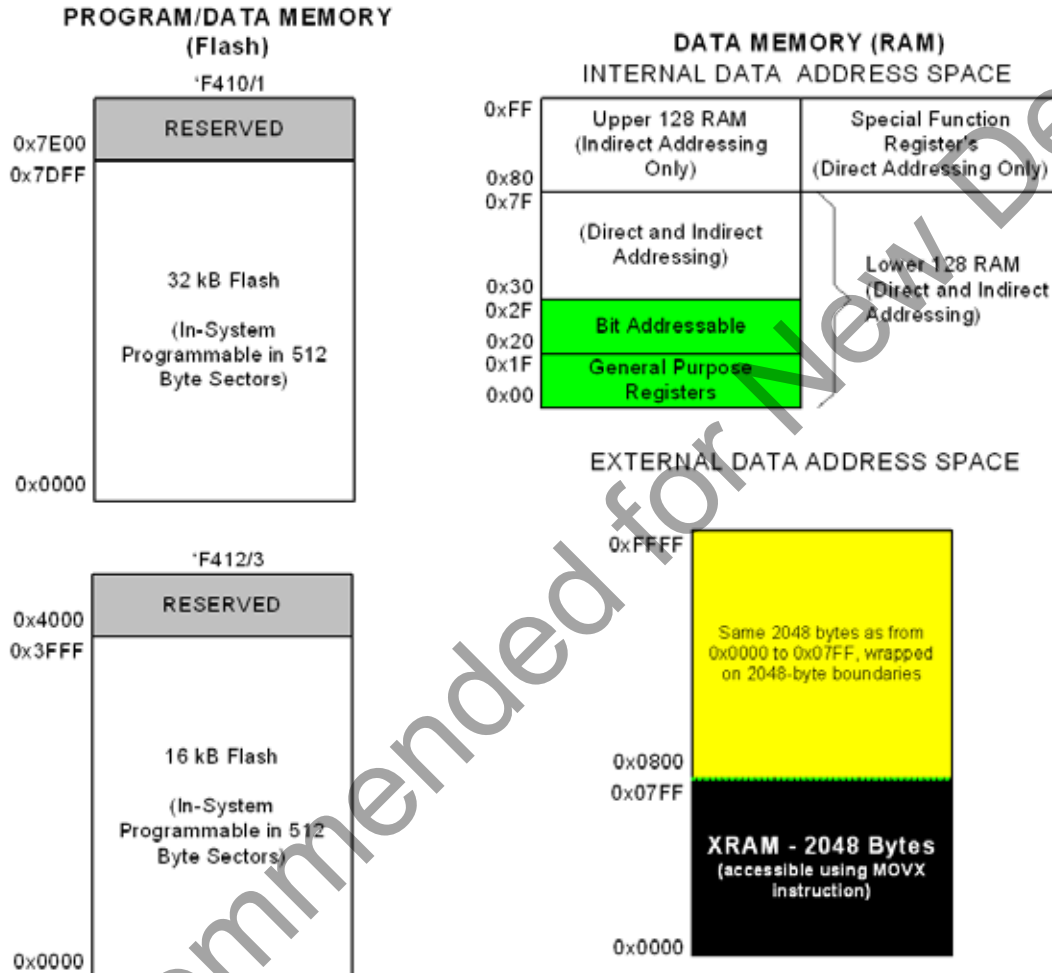 PROGRAM/DATA MEMORY
(Flash)
'F410/1
RESERVED
0x7E00
0x7DFF
32 kB Flash
(In-System
Programmable in 512
Byte Sectors)
0x0000
'F412/3
RESERVED
0x4000
0x3FFF
16 kB Flash
(In-System
Programmable in 512
Byte Sectors)
0x0000
DATA MEMORY (RAM)
INTERNAL DATA ADDRESS SPACE
0xFF
Upper 128 RAM
(Indirect Addressing
Only)
0x80
Special Function
Register's
(Direct Addressing Only)
0x7F
(Direct and Indirect
Addressing)
0x30
Lower 128 RAM
(Direct and Indirect
Addressing)
0x2F
Bit Addressable
0x20
0x1F
General Purpose
Registers
0x00
EXTERNAL DATA ADDRESS SPACE
0xFFFF
Same 2048 bytes as from
0x0000 to 0x07FF, wrapped
on 2048-byte boundaries
0x0800
0x07FF
XRAM - 2048 Bytes
(accessible using MOVX
instruction)
0x0000
ommended for New De